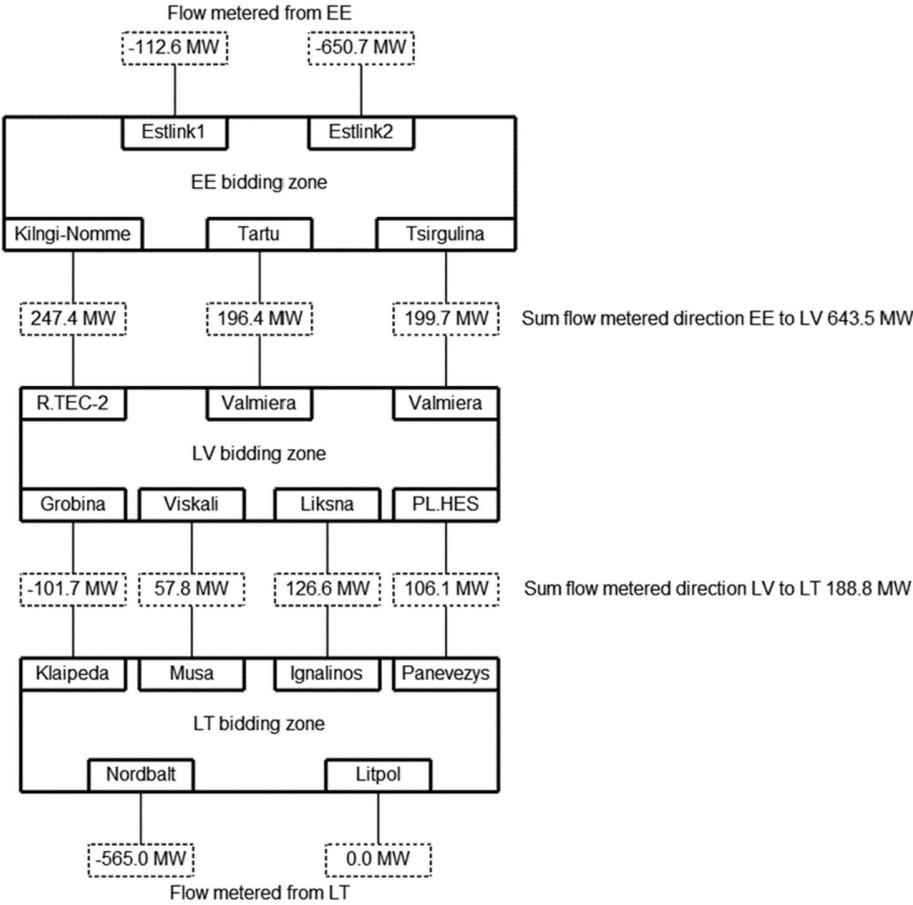 Flow metered from EE
-112.6 MW -650.7 MW
Estlink1 Estlink2
EE bidding zone
Kilngi-Nomme Tartu Tsirgulina
247.4 MW 196.4 MW 199.7 MW Sum flow metered direction EE to LV 643.5 MW
R.TEC-2 Valmiera Valmiera
LV bidding zone
Grobina Viskali Liksna PL.HES
-101.7 MW 57.8 MW 126.6 MW 106.1 MW Sum flow metered direction LV to LT 188.8 MW
Klaipeda Musa Ignalinos Panevezys
LT bidding zone
Nordbalt Litpol
-565.0 MW 0.0 MW
Flow metered from LT